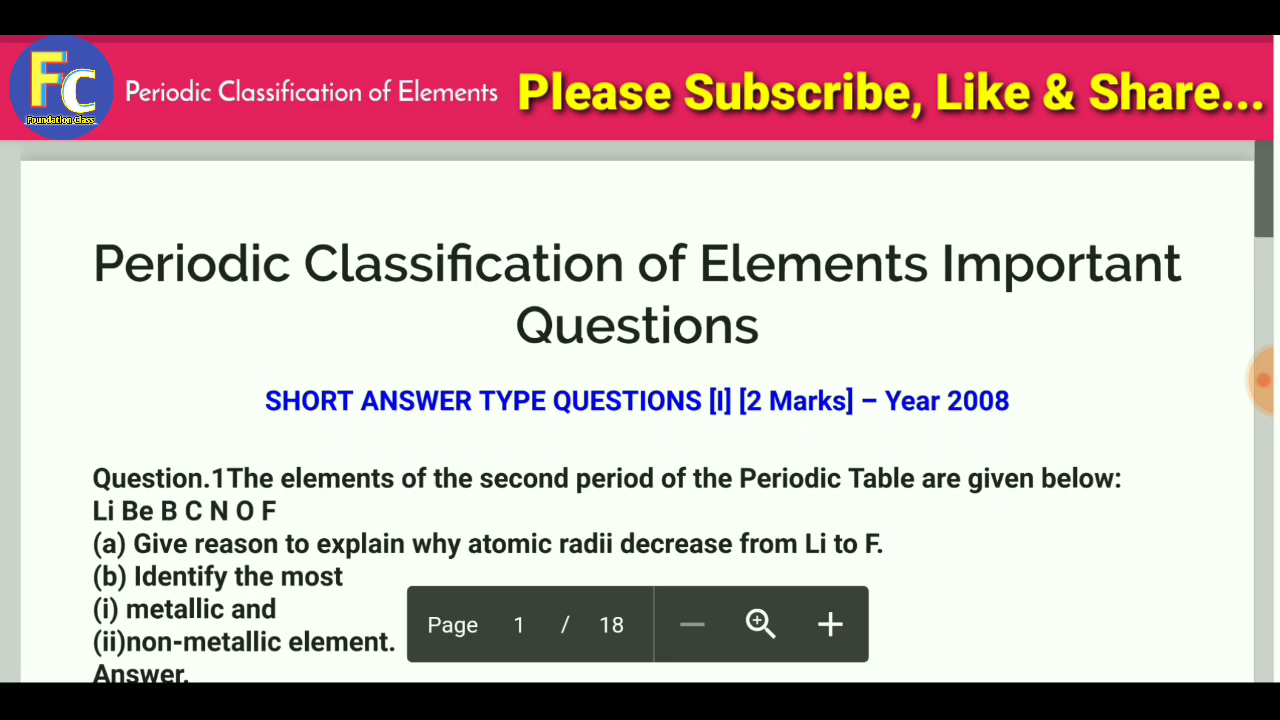 FC
Foundation Class
Periodic Classification of Elements
Please Subscribe, Like & Share...
Periodic Classification of Elements Important
Questions
SHORT ANSWER TYPE QUESTIONS [I] [2 Marks] – Year 2008
Question.1The elements of the second period of the Periodic Table are given below:
Li Be B C N O F
(a) Give reason to explain why atomic radii decrease from Li to F.
(b) Identify the most
(i) metallic and
(ii)non-metallic element.
Page 1 / 18
Answer.